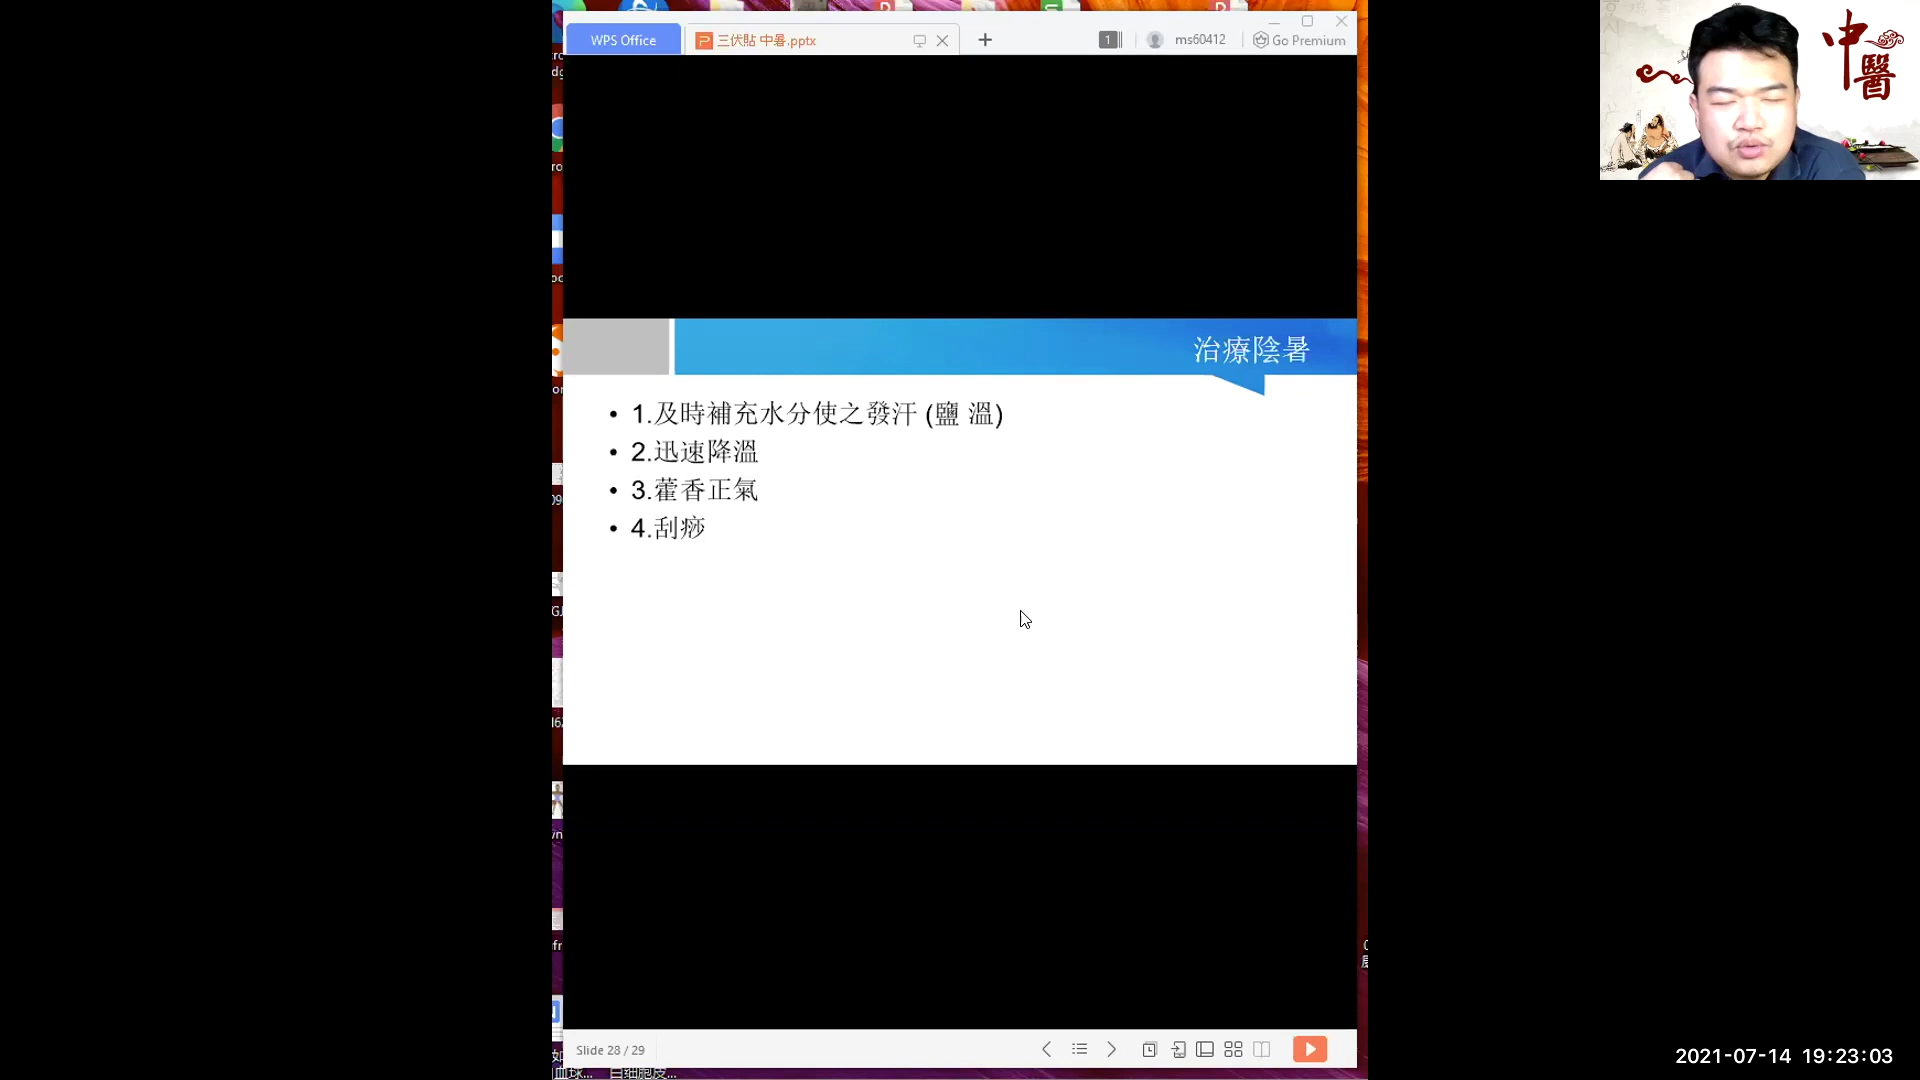 WPS Office
三伏貼 中暑.pptx
1
ms60412
Go Premium
中醫
治療陰暑
• 1.及時補充水分使之發汗 (鹽 溫)
• 2.迅速降溫
• 3.藿香正氣
• 4.刮痧
Slide 28 / 29
2021-07-14 19:23:03